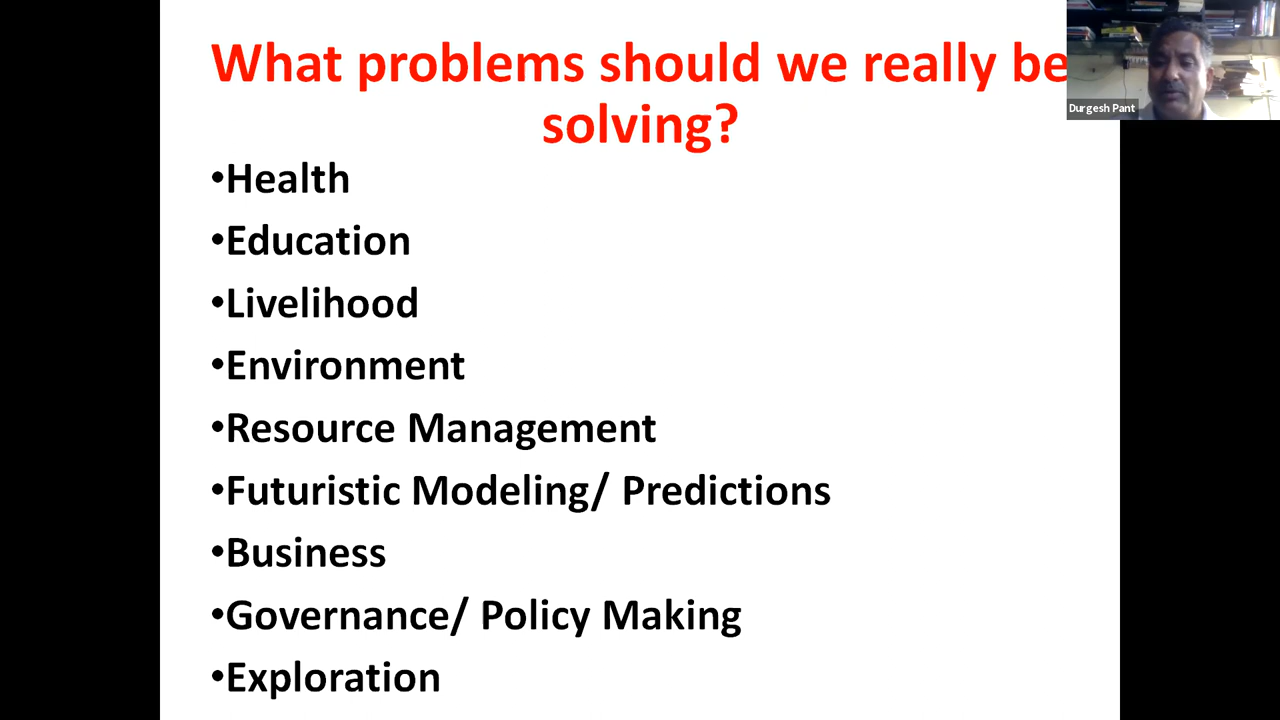 What problems should we really be
solving?
•Health
•Education
•Livelihood
•Environment
•Resource Management
•Futuristic Modeling/ Predictions
•Business
•Governance/ Policy Making
•Exploration
Durgesh Pant